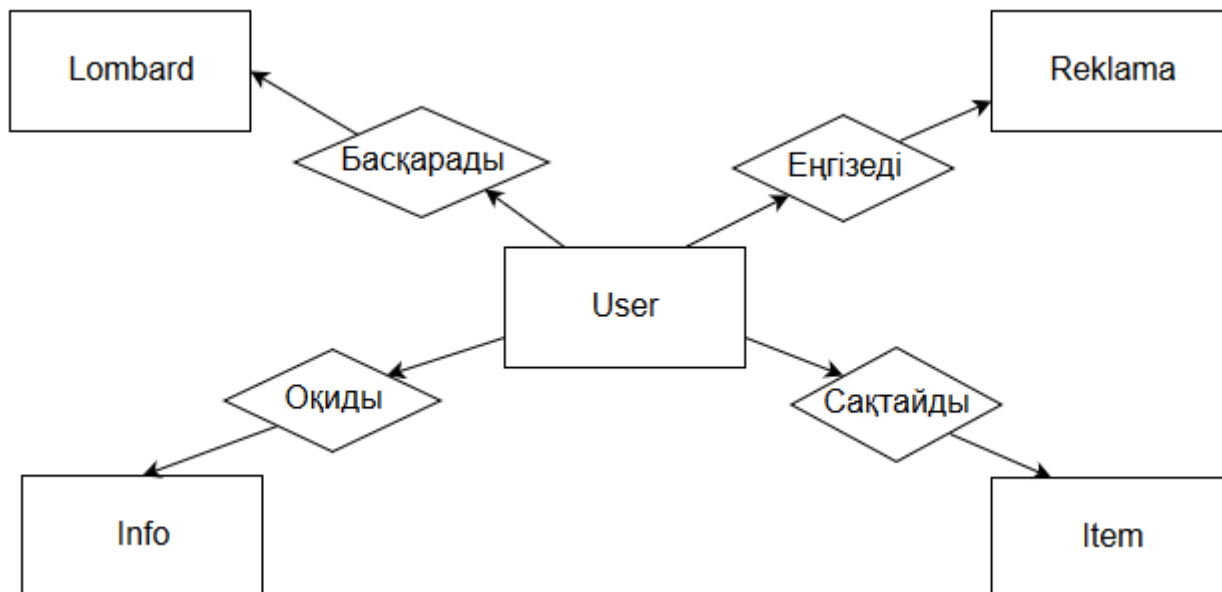 Lombard
Reklama
Басқарады
Еңгізеді
User
Оқиды
Сақтайды
Info
Item